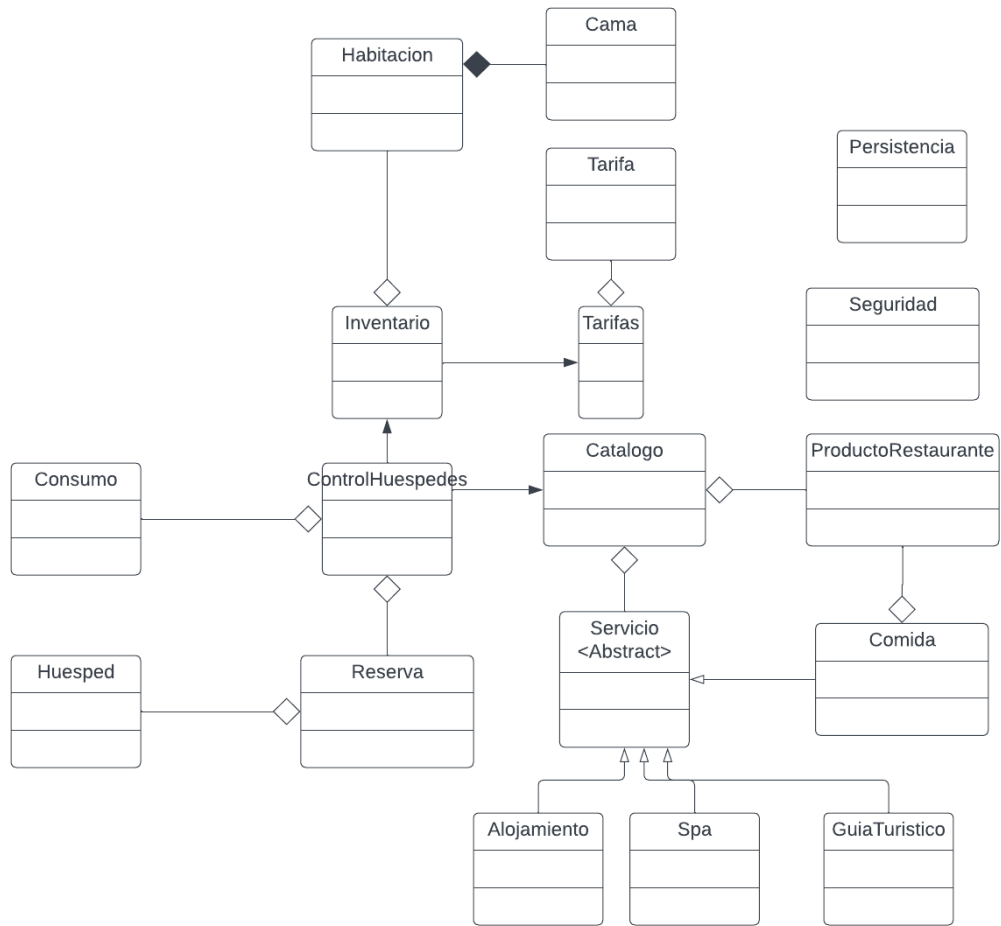 Cama
Habitacion
Persistencia
Tarifa
Seguridad
Inventario
Tarifas
Catalogo
ProductoRestaurante
Consumo
ControlHuespedes
Servicio
<Abstract>
Comida
Huesped
Reserva
Alojamiento
Spa
GuiaTuristico